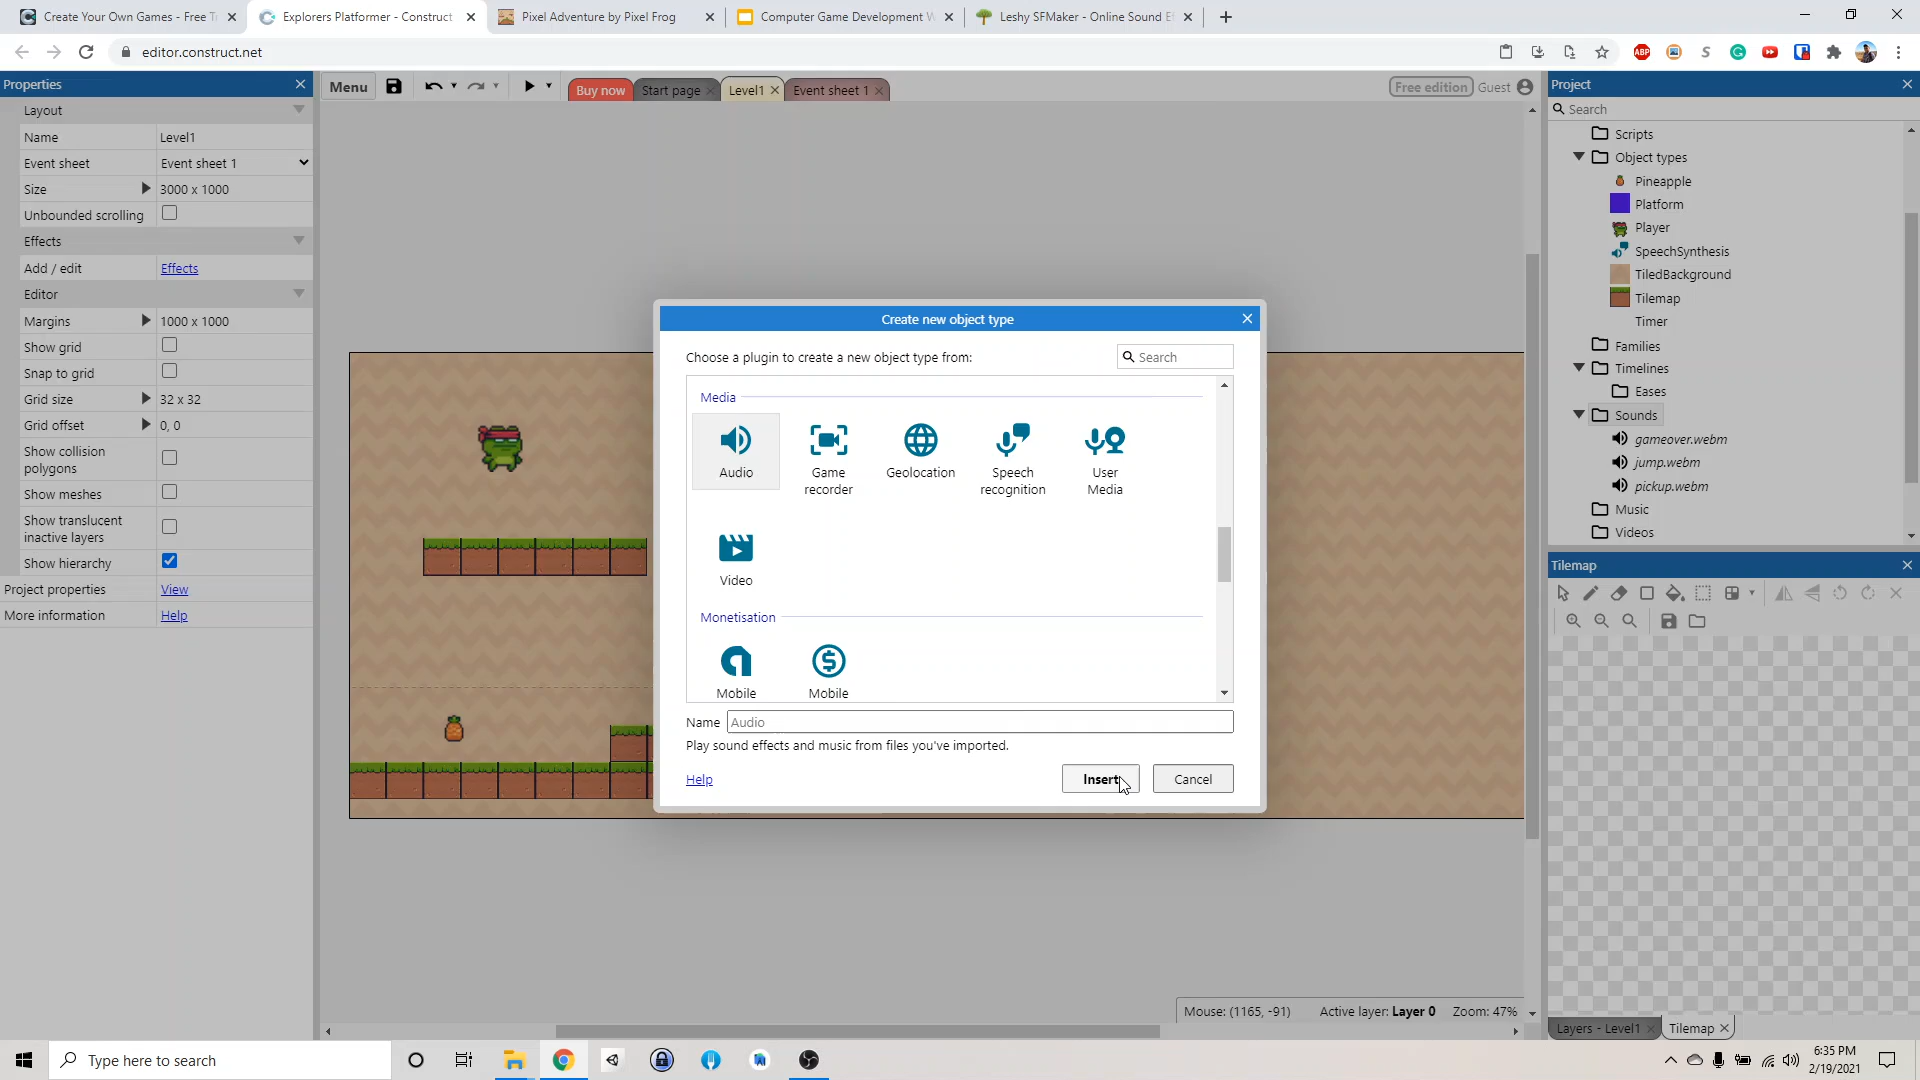 Create Your Own Games - Free T
Explorers Platformer - Construct
Pixel Adventure by Pixel Frog
Computer Game Development W
Leshy SFMaker - Online Sound E
editor.construct.net
ABP
Properties
Layout
Name Level1
Event sheet Event sheet 1
Size 3000 x 1000
Unbounded scrolling
Effects
Add / edit Effects
Editor
Margins 1000 x 1000
Show grid
Snap to grid
Grid size 32 x 32
Grid offset 0, 0
Show collision
polygons
Show meshes
Show translucent
inactive layers
Show hierarchy
Project properties View
More information Help
Menu
Buy now
Start page
Level1
Event sheet 1
Free edition Guest
Create new object type
Choose a plugin to create a new object type from:
Search
Media
Audio
Game
recorder
Geolocation
Speech
recognition
User
Media
Video
Monetisation
Mobile
Mobile
Name Audio
Play sound effects and music from files you've imported.
Help
Insert
Cancel
Mouse: (1165, -91) Active layer: Layer 0 Zoom: 47%
Project
Search
Scripts
Object types
Pineapple
Platform
Player
SpeechSynthesis
TiledBackground
Tilemap
Timer
Families
Timelines
Eases
Sounds
gameover.webm
jump.webm
pickup.webm
Music
Videos
Tilemap
Layers - Level1
Tilemap
Type here to search
6:35 PM
2/19/2021